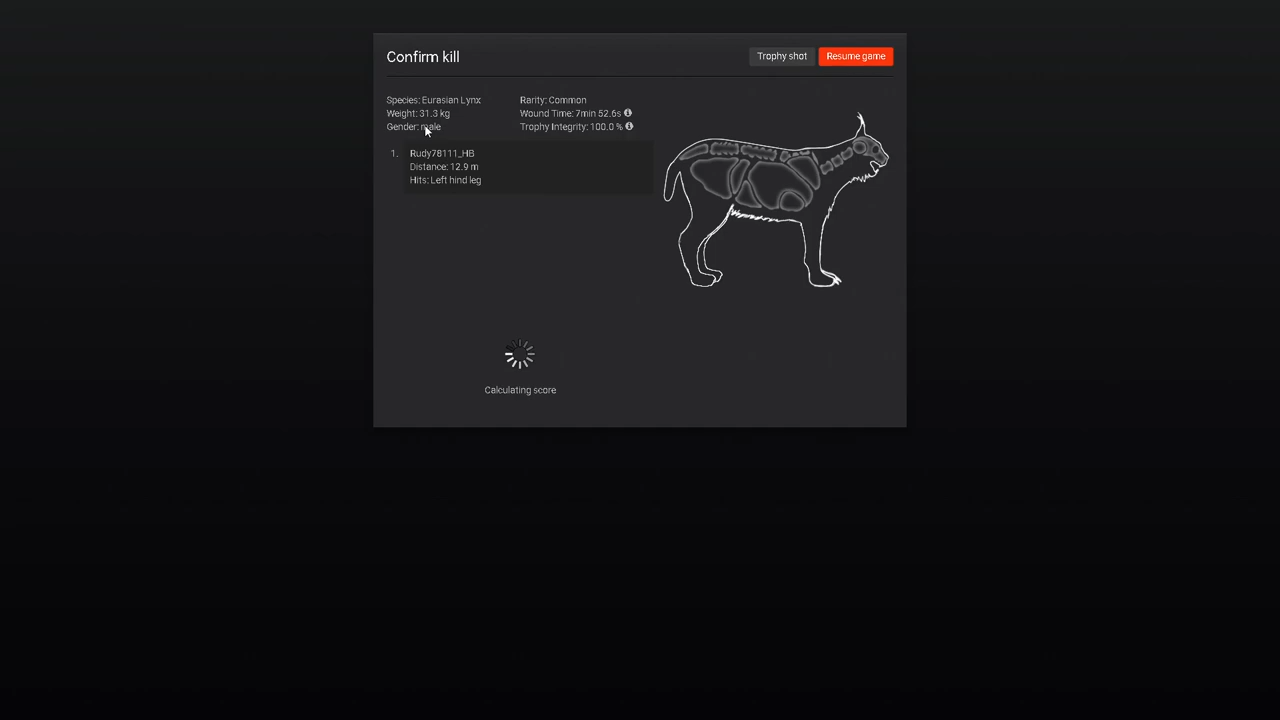 Confirm kill
Trophy shot
Resume game
Species: Eurasian Lynx
Weight: 31.3 kg
Gender: male
Rarity: Common
Wound Time: 7min 52.6s
Trophy Integrity: 100.0 %
1.
Rudy78111_HB
Distance: 12.9 m
Hits: Left hind leg
Calculating score